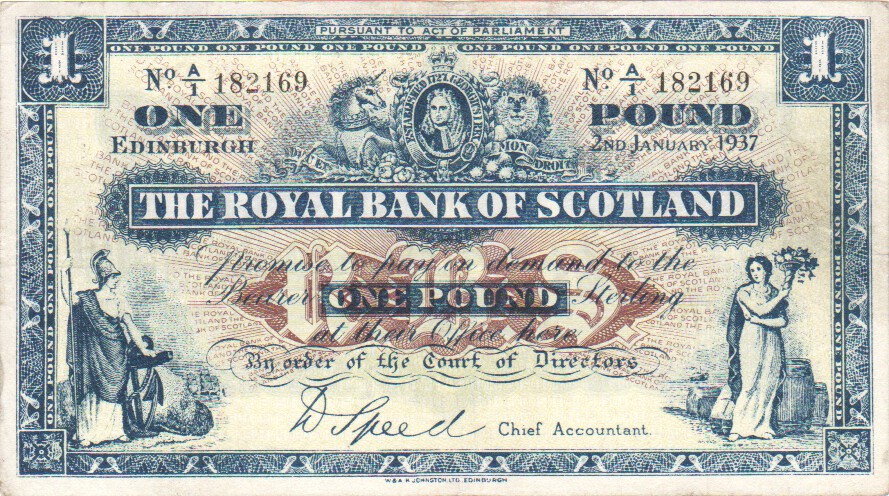 PURSUANT TO ACT OF PARLIAMENT
ONE POUND ONE POUND ONE POUND ONE POUND ONE POUND ONE POUND
1 1
Nº A/1 182169 Nº A/1 182169
ONE POUND
EDINBURGH 2ND JANUARY 1937
MON DROIT
THE ROYAL BANK OF SCOTLAND
promise to pay on demand to the
Bearer ONE POUND Sterling
at their Office here
By order of the Court of Directors
D Speed Chief Accountant.
W & A K JOHNSTON, LTD. EDINBURGH